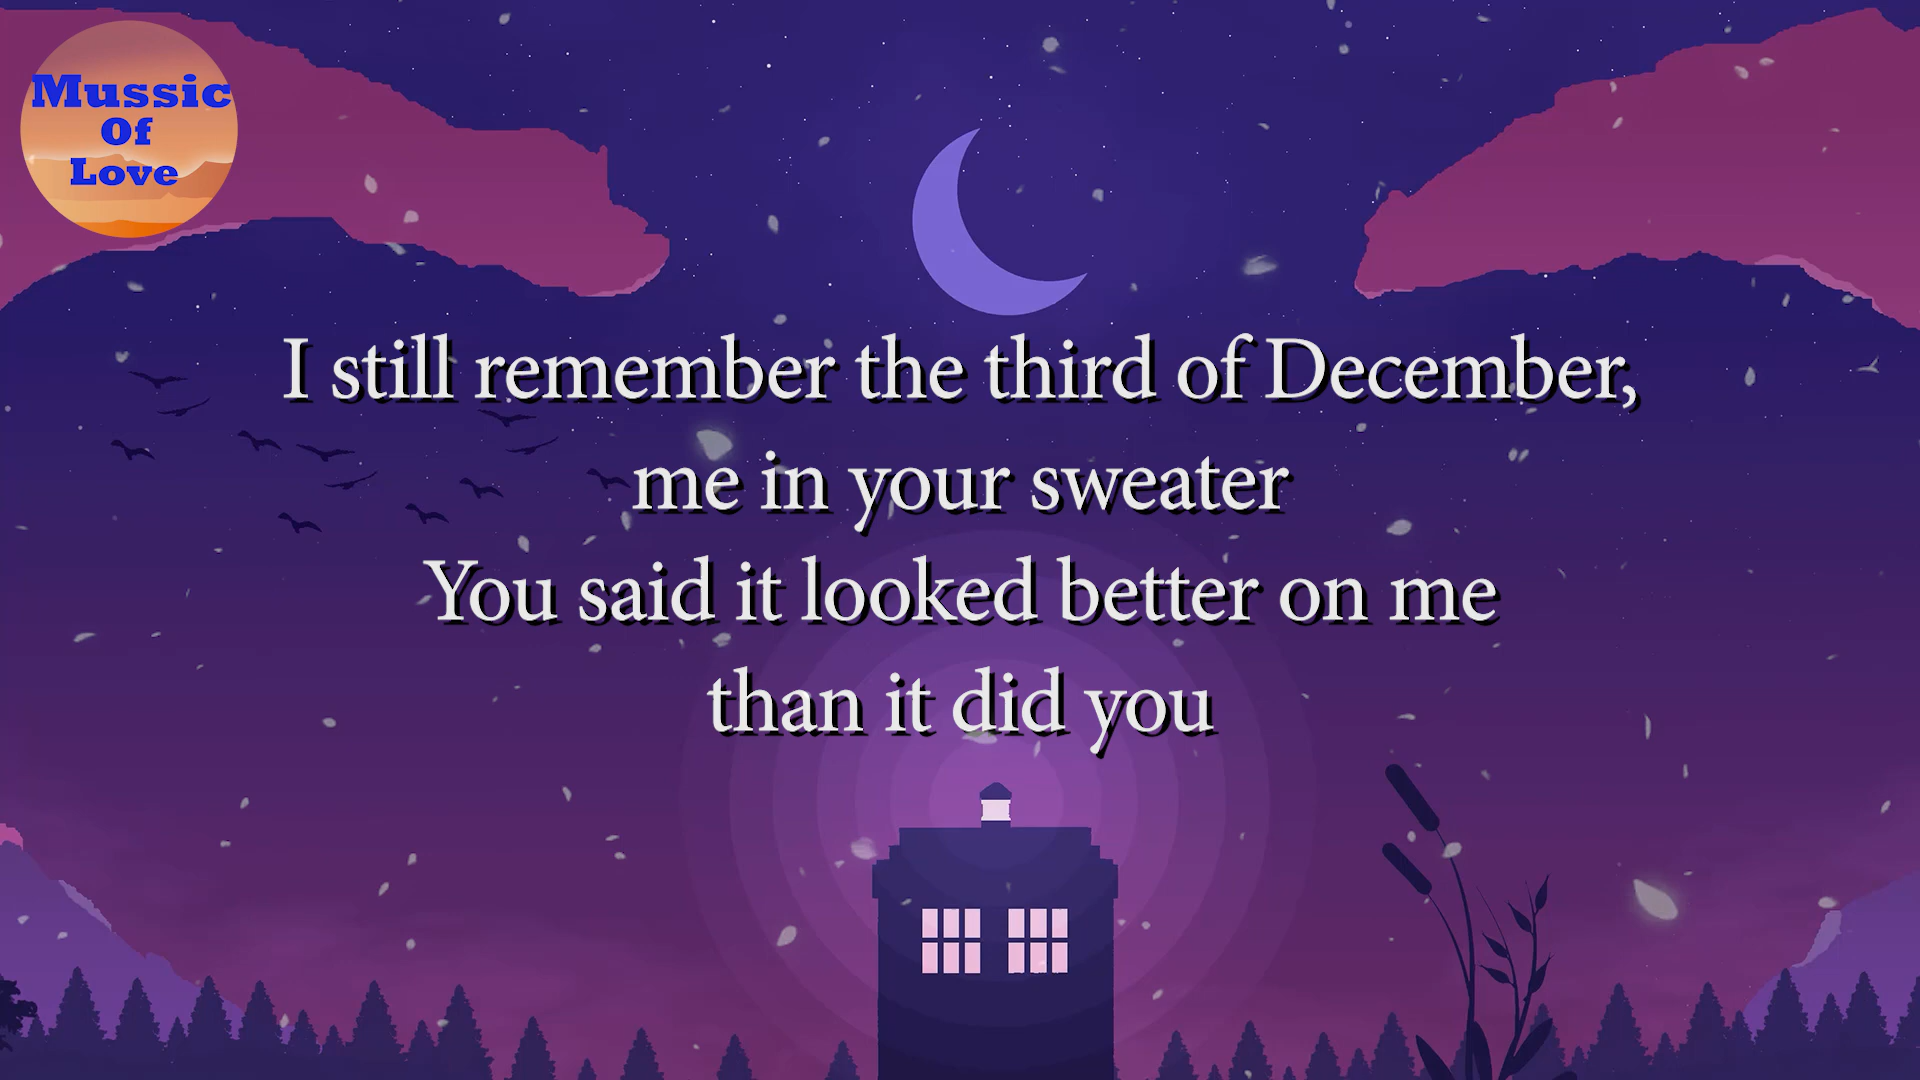 Mussic
Of
Love
I still remember the third of December,
me in your sweater
You said it looked better on me
than it did you